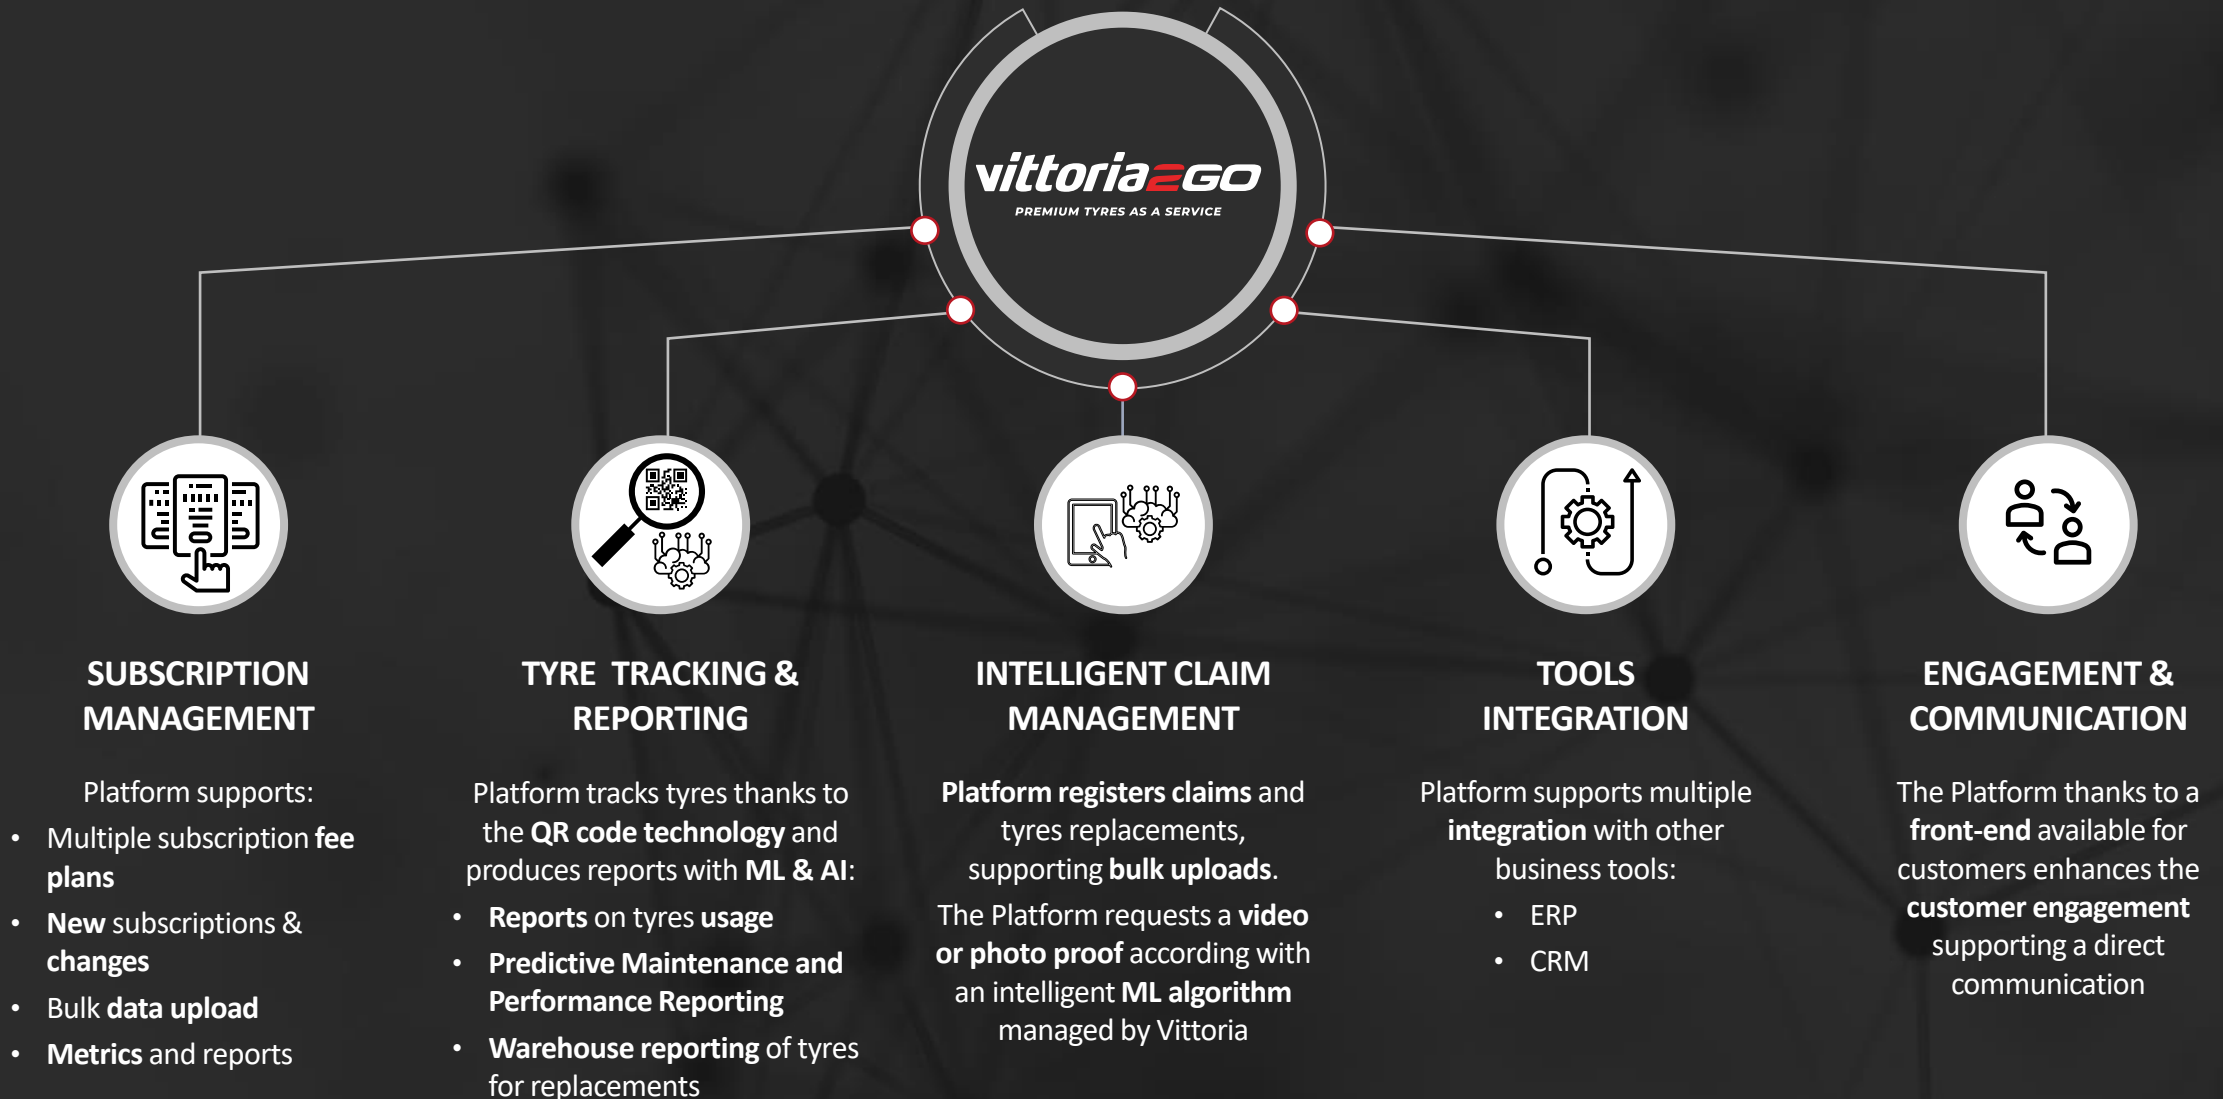 vittoria2GO
PREMIUM TYRES AS A SERVICE
SUBSCRIPTION
MANAGEMENT
Platform supports:
• Multiple subscription fee
plans
• New subscriptions &
changes
• Bulk data upload
• Metrics and reports
TYRE TRACKING &
REPORTING
Platform tracks tyres thanks to
the QR code technology and
produces reports with ML & AI:
• Reports on tyres usage
• Predictive Maintenance and
Performance Reporting
• Warehouse reporting of tyres
for replacements
INTELLIGENT CLAIM
MANAGEMENT
Platform registers claims and
tyres replacements,
supporting bulk uploads.
The Platform requests a video
or photo proof according with
an intelligent ML algorithm
managed by Vittoria
TOOLS
INTEGRATION
Platform supports multiple
integration with other
business tools:
• ERP
• CRM
ENGAGEMENT &
COMMUNICATION
The Platform thanks to a
front-end available for
customers enhances the
customer engagement
supporting a direct
communication